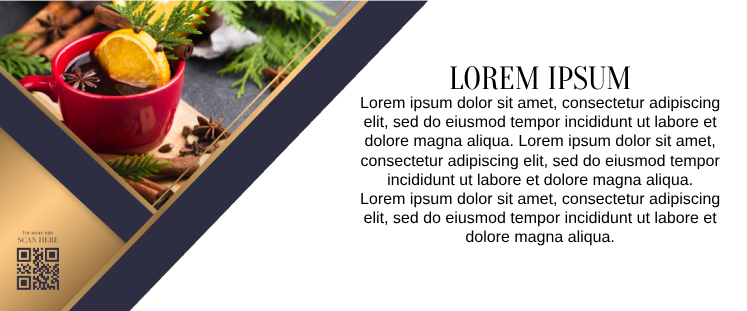 LOREM IPSUM
Lorem ipsum dolor sit amet, consectetur adipiscing
elit, sed do eiusmod tempor incididunt ut labore et
dolore magna aliqua. Lorem ipsum dolor sit amet,
consectetur adipiscing elit, sed do eiusmod tempor
incididunt ut labore et dolore magna aliqua.
Lorem ipsum dolor sit amet, consectetur adipiscing
elit, sed do eiusmod tempor incididunt ut labore et
dolore magna aliqua.
For more info
SCAN HERE